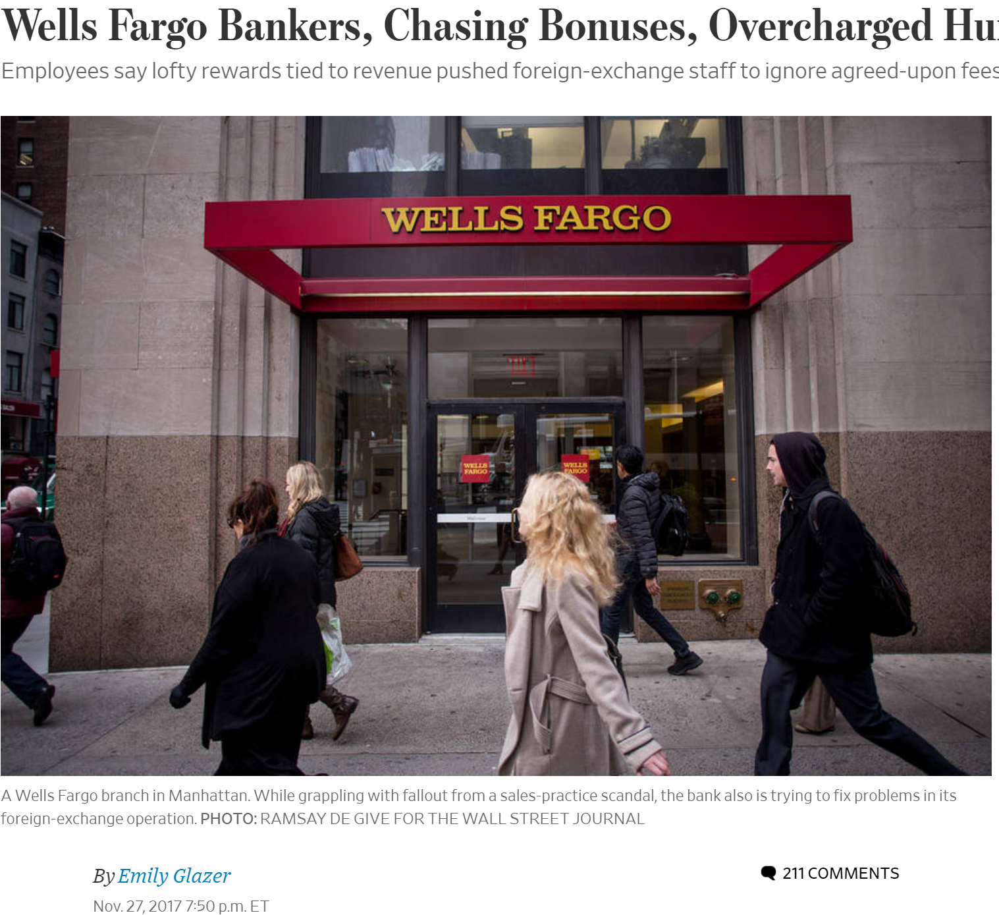 Wells Fargo Bankers, Chasing Bonuses, Overcharged
Employees say lofty rewards tied to revenue pushed foreign-exchange staff to ignore agreed-upon fees
WELLS FARGO
EXIT
WELLS
FARGO
WELLS
FARGO
A Wells Fargo branch in Manhattan. While grappling with fallout from a sales-practice scandal, the bank also is trying to fix problems in its
foreign-exchange operation. PHOTO: RAMSAY DE GIVE FOR THE WALL STREET JOURNAL
By Emily Glazer
211 COMMENTS
Nov. 27, 2017 7:50 p.m. ET